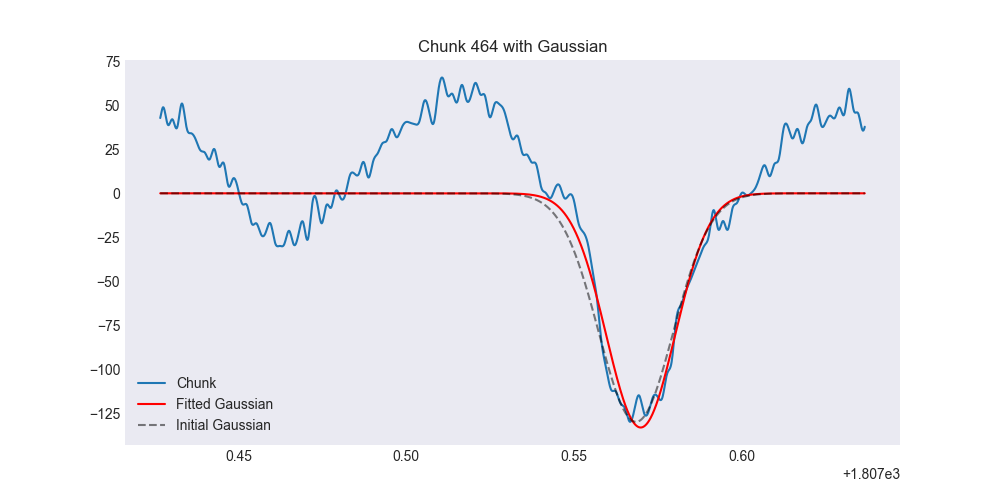 Chunk 464 with Gaussian
75
50
25
0
−25
−50
−75
−100
−125
Chunk
Fitted Gaussian
Initial Gaussian
0.45 0.50 0.55 0.60
+1.807e3